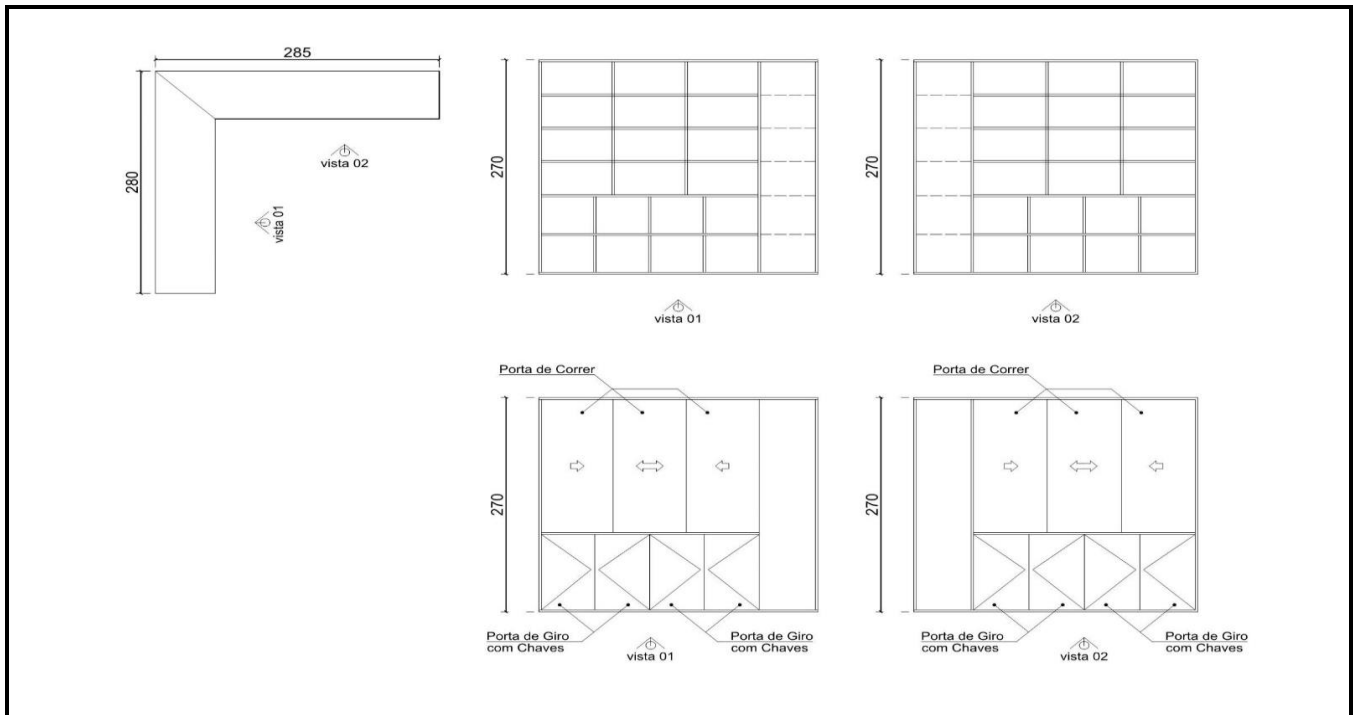 285
280
vista 02
vista 01
270
vista 01
270
vista 02
Porta de Correr
270
Porta de Giro
com Chaves
vista 01
Porta de Giro
com Chaves
Porta de Correr
270
Porta de Giro
com Chaves
vista 02
Porta de Giro
com Chaves